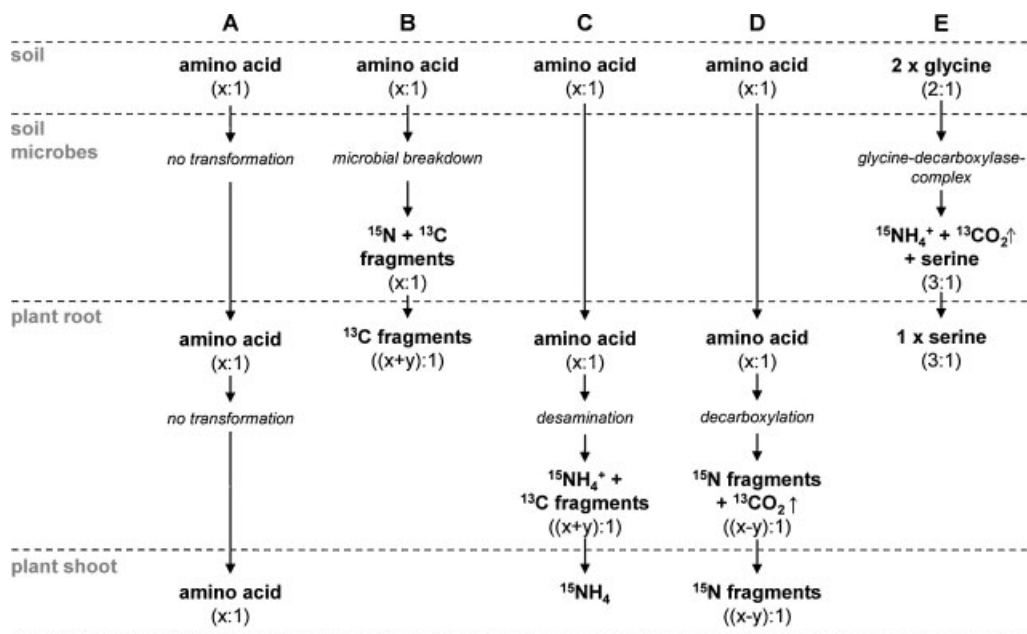 A B C D E
soil
amino acid amino acid amino acid amino acid 2 x glycine
(x:1) (x:1) (x:1) (x:1) (2:1)
soil
microbes
no transformation microbial breakdown glycine-decarboxylase-
complex
¹⁵N + ¹³C ¹⁵NH₄⁺ + ¹³CO₂↑
fragments + serine
(x:1) (3:1)
plant root
amino acid ¹³C fragments amino acid amino acid 1 x serine
(x:1) ((x+y):1) (x:1) (x:1) (3:1)
no transformation desamination decarboxylation
¹⁵NH₄⁺ + ¹⁵N fragments
¹³C fragments + ¹³CO₂ ↑
((x+y):1) ((x-y):1)
plant shoot
amino acid ¹⁵NH₄ ¹⁵N fragments
(x:1) ((x-y):1)